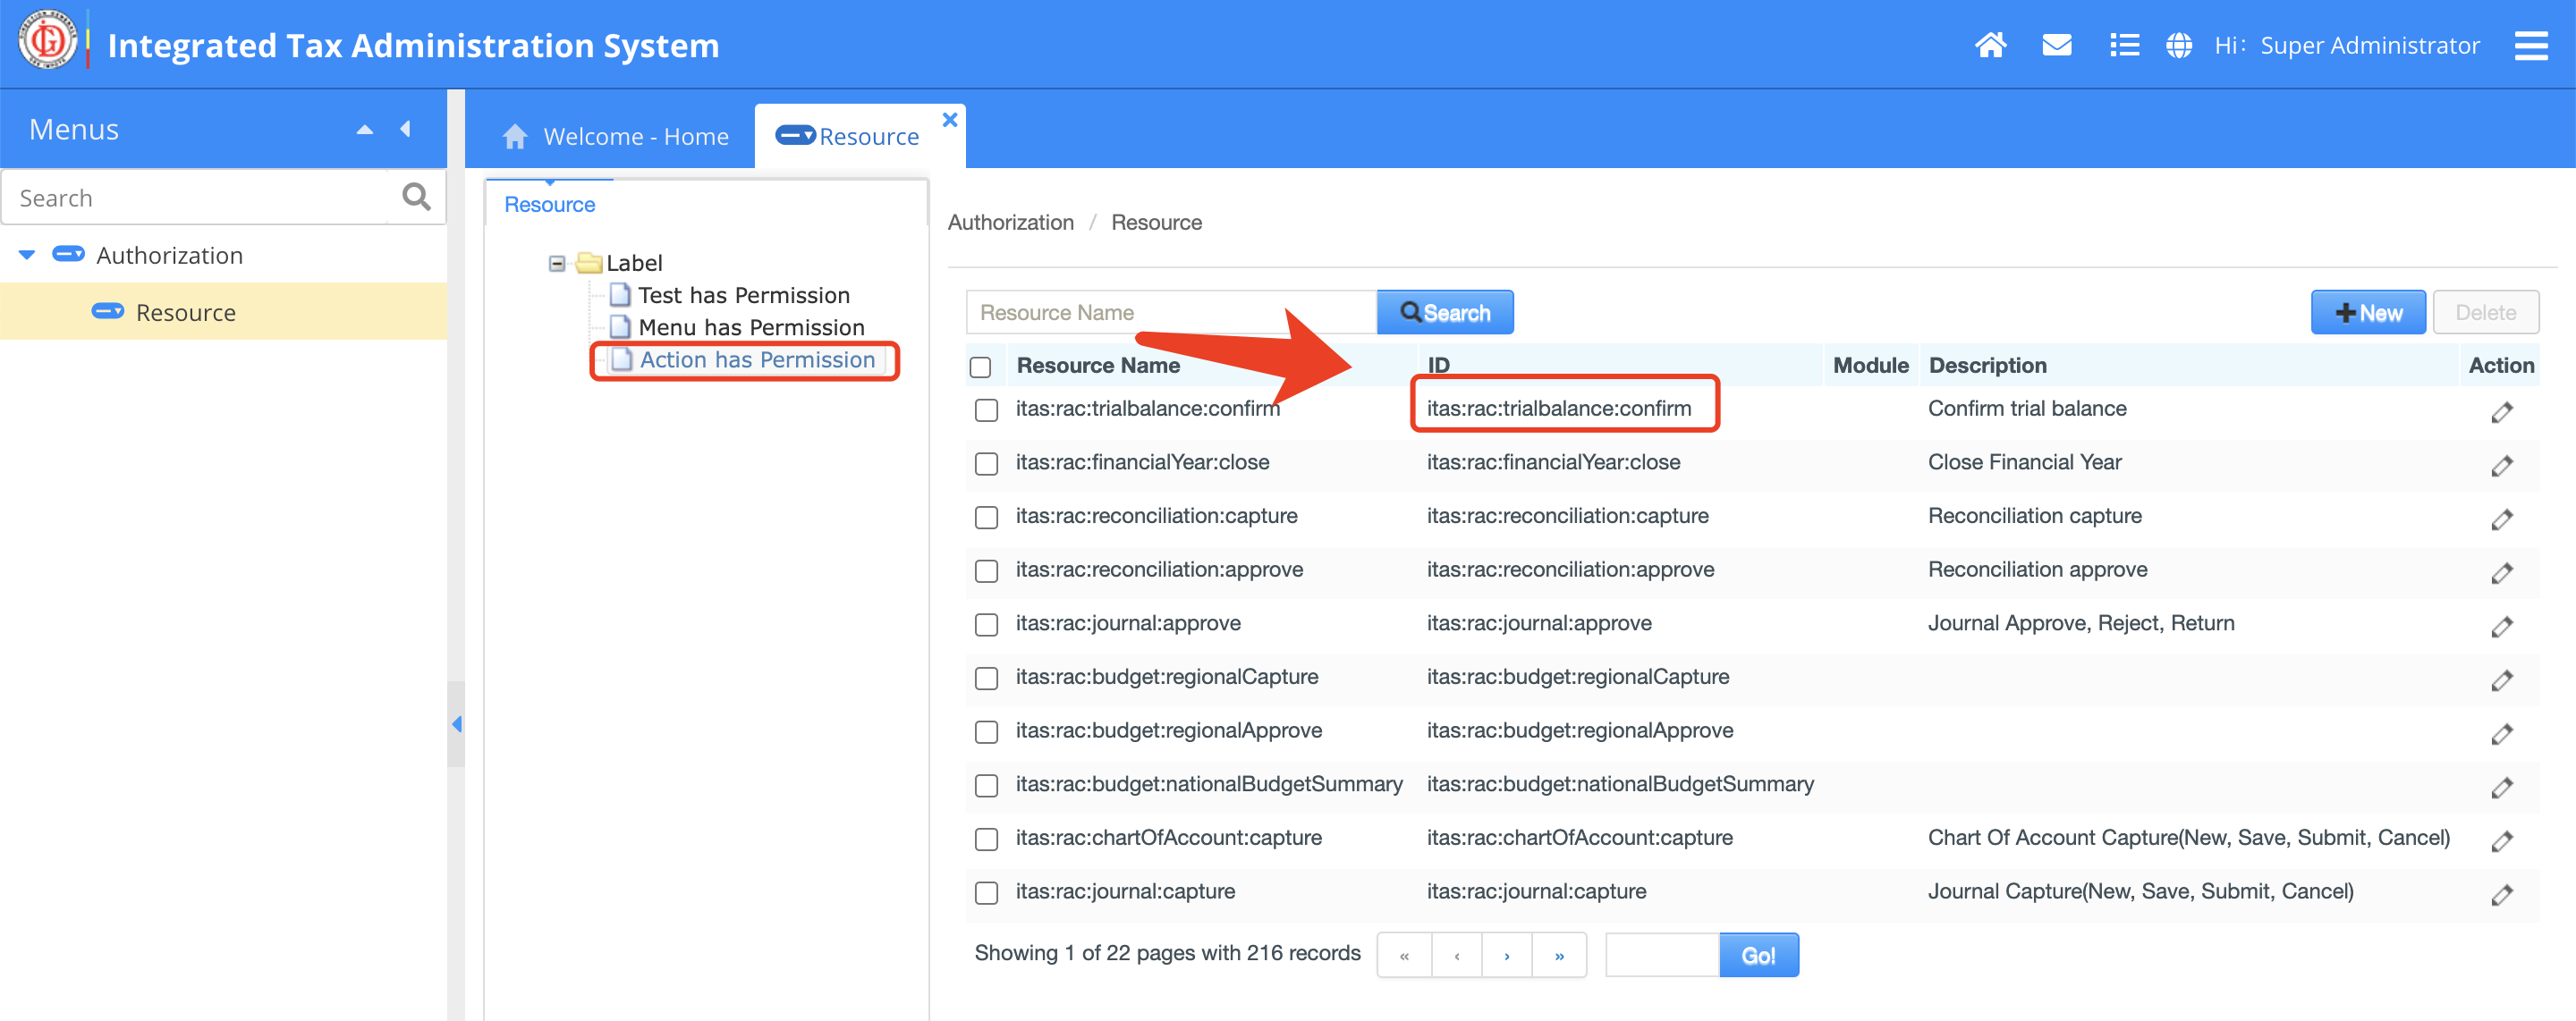 Integrated Tax Administration System
Hi: Super Administrator
Menus
Welcome - Home
Resource
Search
Authorization
Resource
Resource
Label
Test has Permission
Menu has Permission
Action has Permission
Authorization / Resource
Resource Name
Search
New
Delete
Resource Name ID Module Description Action
itas:rac:trialbalance:confirm itas:rac:trialbalance:confirm Confirm trial balance
itas:rac:financialYear:close itas:rac:financialYear:close Close Financial Year
itas:rac:reconciliation:capture itas:rac:reconciliation:capture Reconciliation capture
itas:rac:reconciliation:approve itas:rac:reconciliation:approve Reconciliation approve
itas:rac:journal:approve itas:rac:journal:approve Journal Approve, Reject, Return
itas:rac:budget:regionalCapture itas:rac:budget:regionalCapture
itas:rac:budget:regionalApprove itas:rac:budget:regionalApprove
itas:rac:budget:nationalBudgetSummary itas:rac:budget:nationalBudgetSummary
itas:rac:chartOfAccount:capture itas:rac:chartOfAccount:capture Chart Of Account Capture(New, Save, Submit, Cancel)
itas:rac:journal:capture itas:rac:journal:capture Journal Capture(New, Save, Submit, Cancel)
Showing 1 of 22 pages with 216 records « ‹ › » Go!